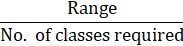 Range
No. of classes required